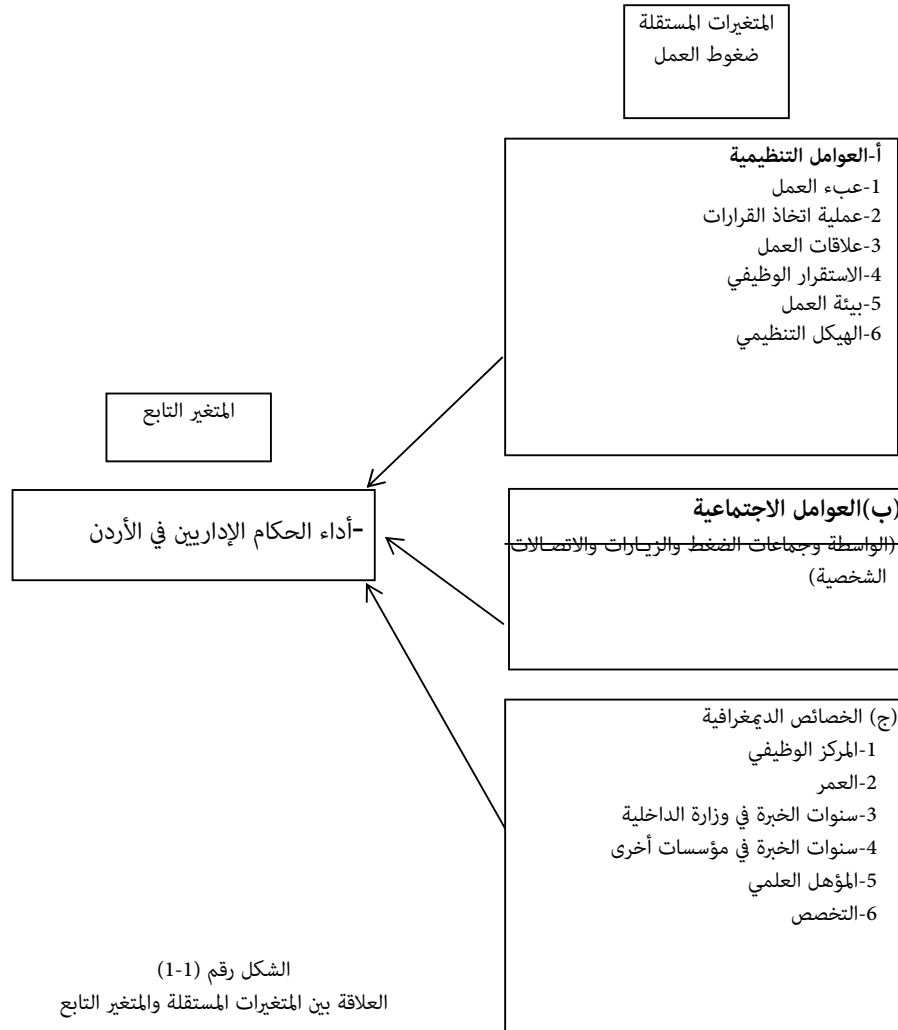 المتغيرات المستقلة
ضغوط العمل
أ-العوامل التنظيمية
1-عبء العمل
2-عملية اتخاذ القرارات
3-علاقات العمل
4-الاستقرار الوظيفي
5-بيئة العمل
6-الهيكل التنظيمي
المتغير التابع
-أداء الحكام الإداريين في الأردن
(ب)العوامل الاجتماعية
(الواسطة وجماعات الضغط والزيارات والاتصالات
الشخصية)
(ج) الخصائص الديمغرافية
1-المركز الوظيفي
2-العمر
3-سنوات الخبرة في وزارة الداخلية
4-سنوات الخبرة في مؤسسات أخرى
5-المؤهل العلمي
6-التخصص
الشكل رقم (1-1)
العلاقة بين المتغيرات المستقلة والمتغير التابع